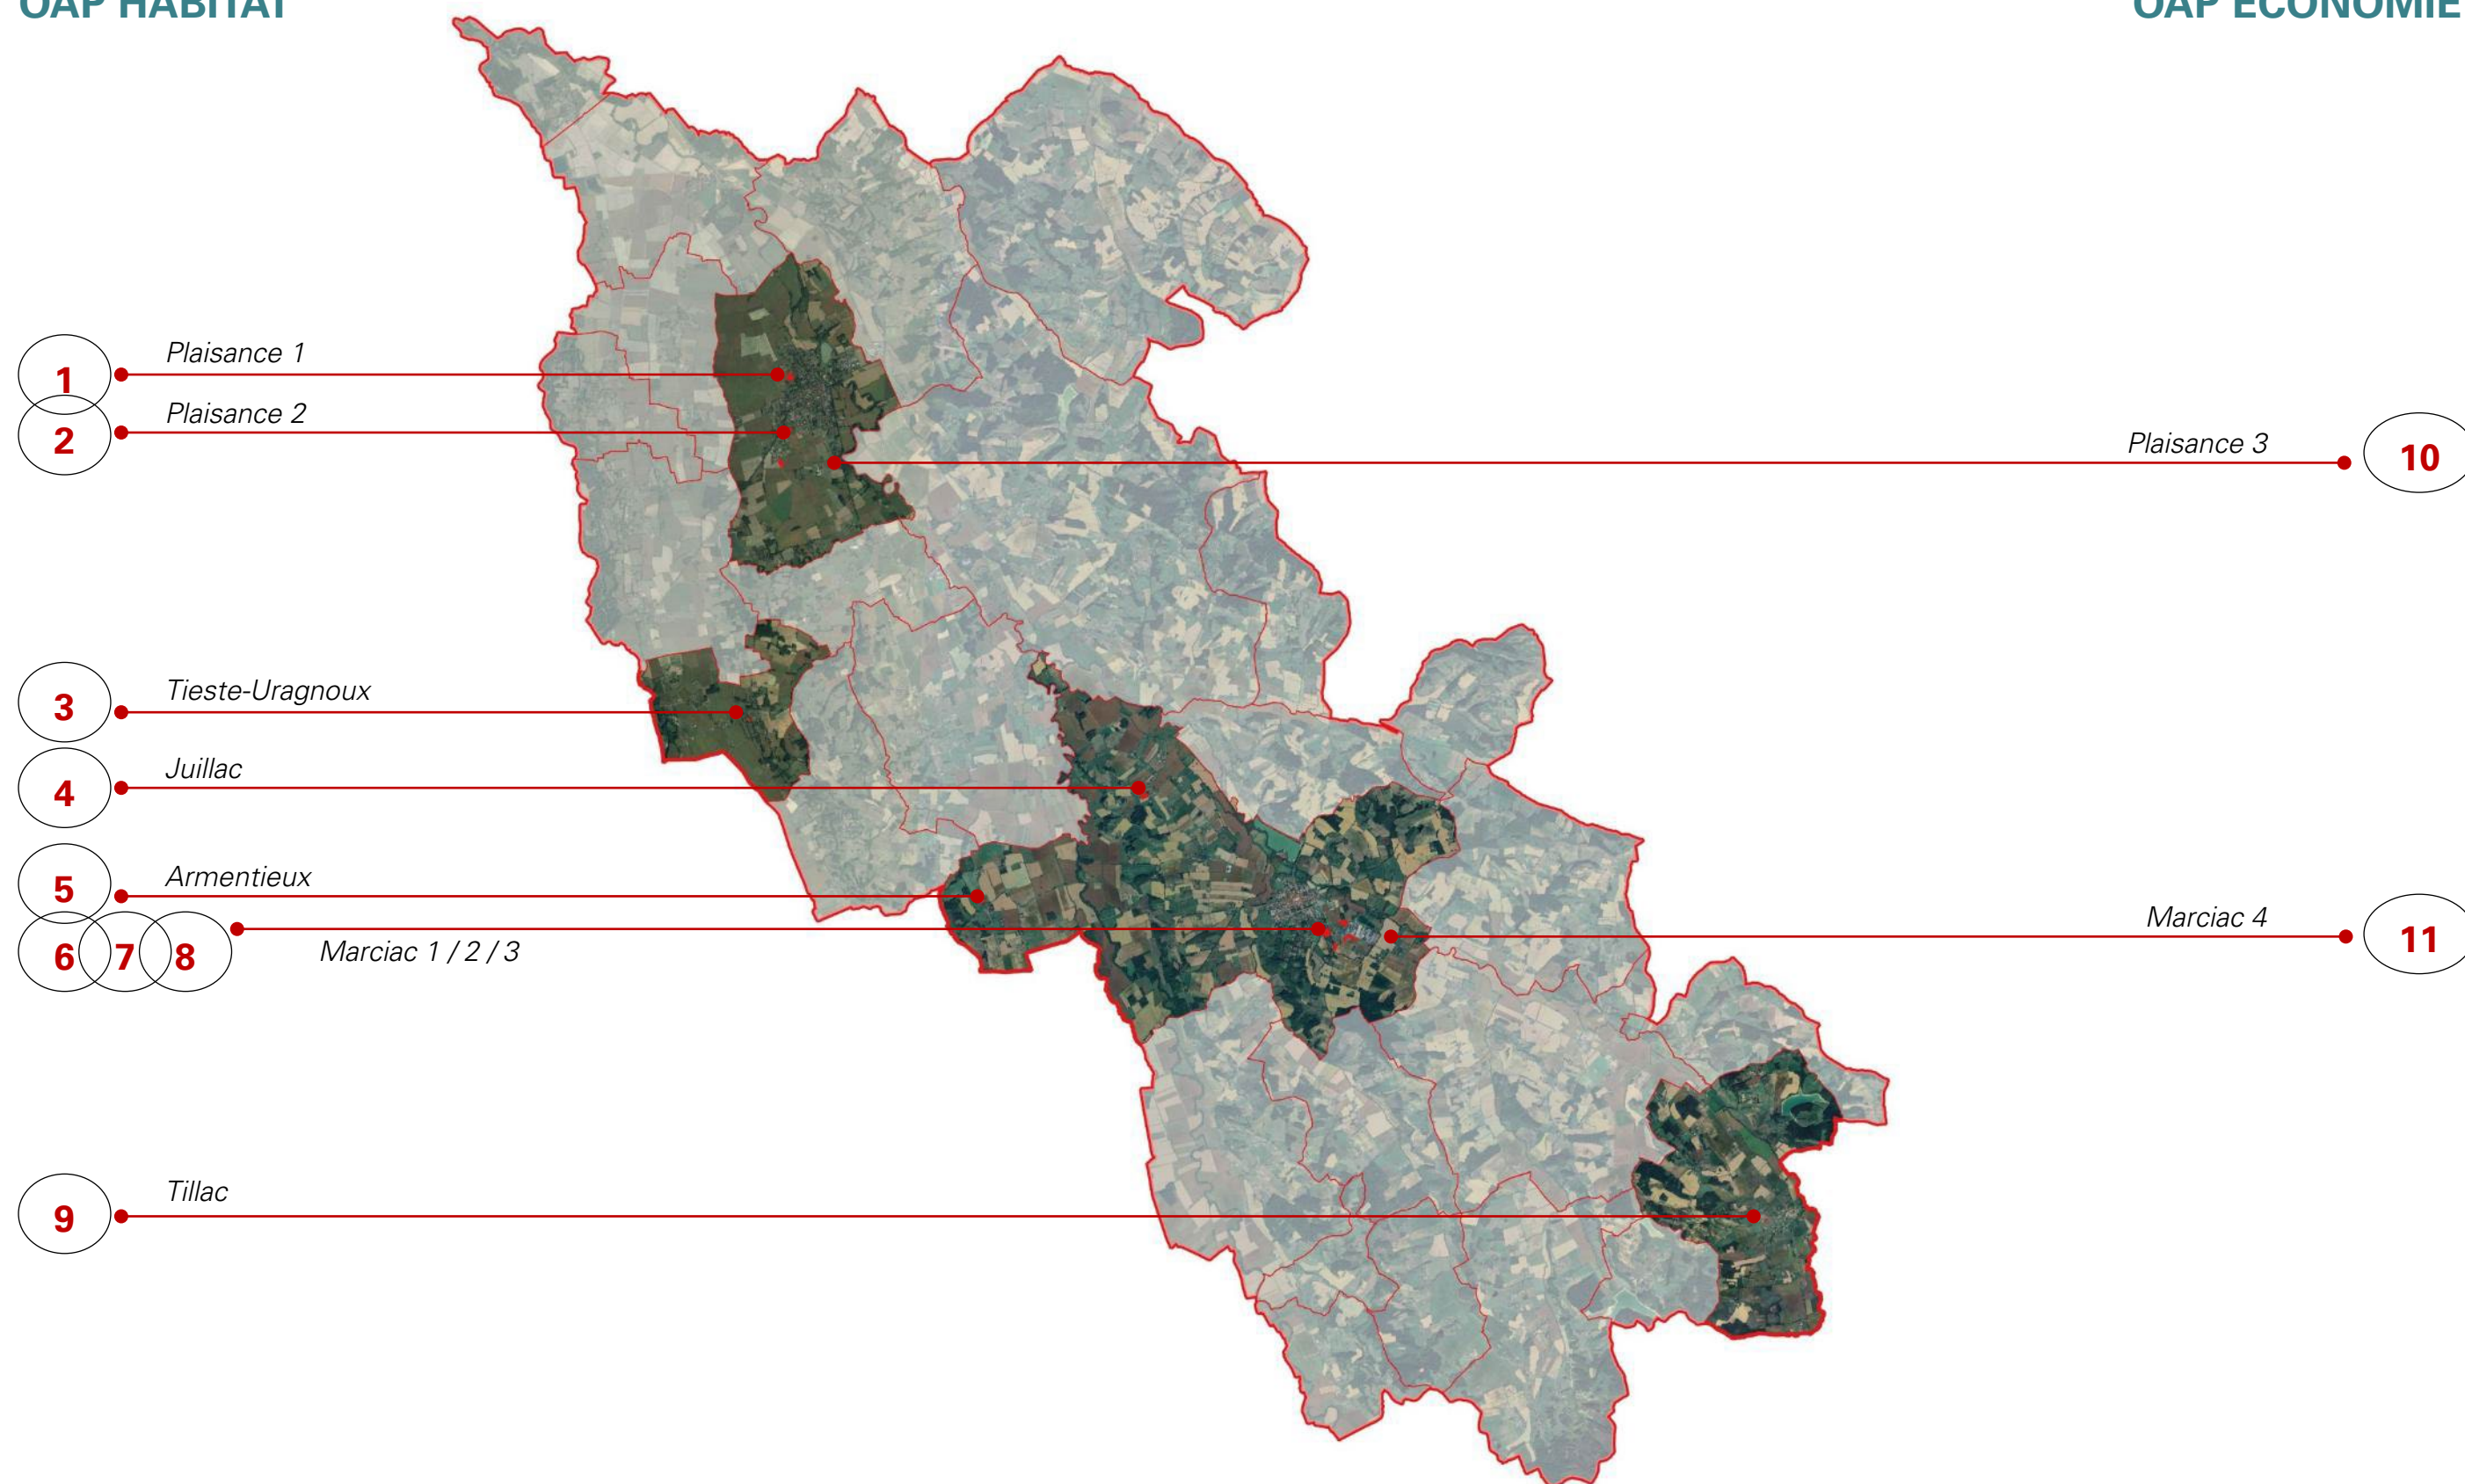 OAP HABITAT
OAP ECONOMIE
1
Plaisance 1
2
Plaisance 2
Plaisance 3
10
3
Tieste-Uragnoux
4
Juillac
5
Armentieux
6 7 8
Marciac 1 / 2 / 3
Marciac 4
11
9
Tillac